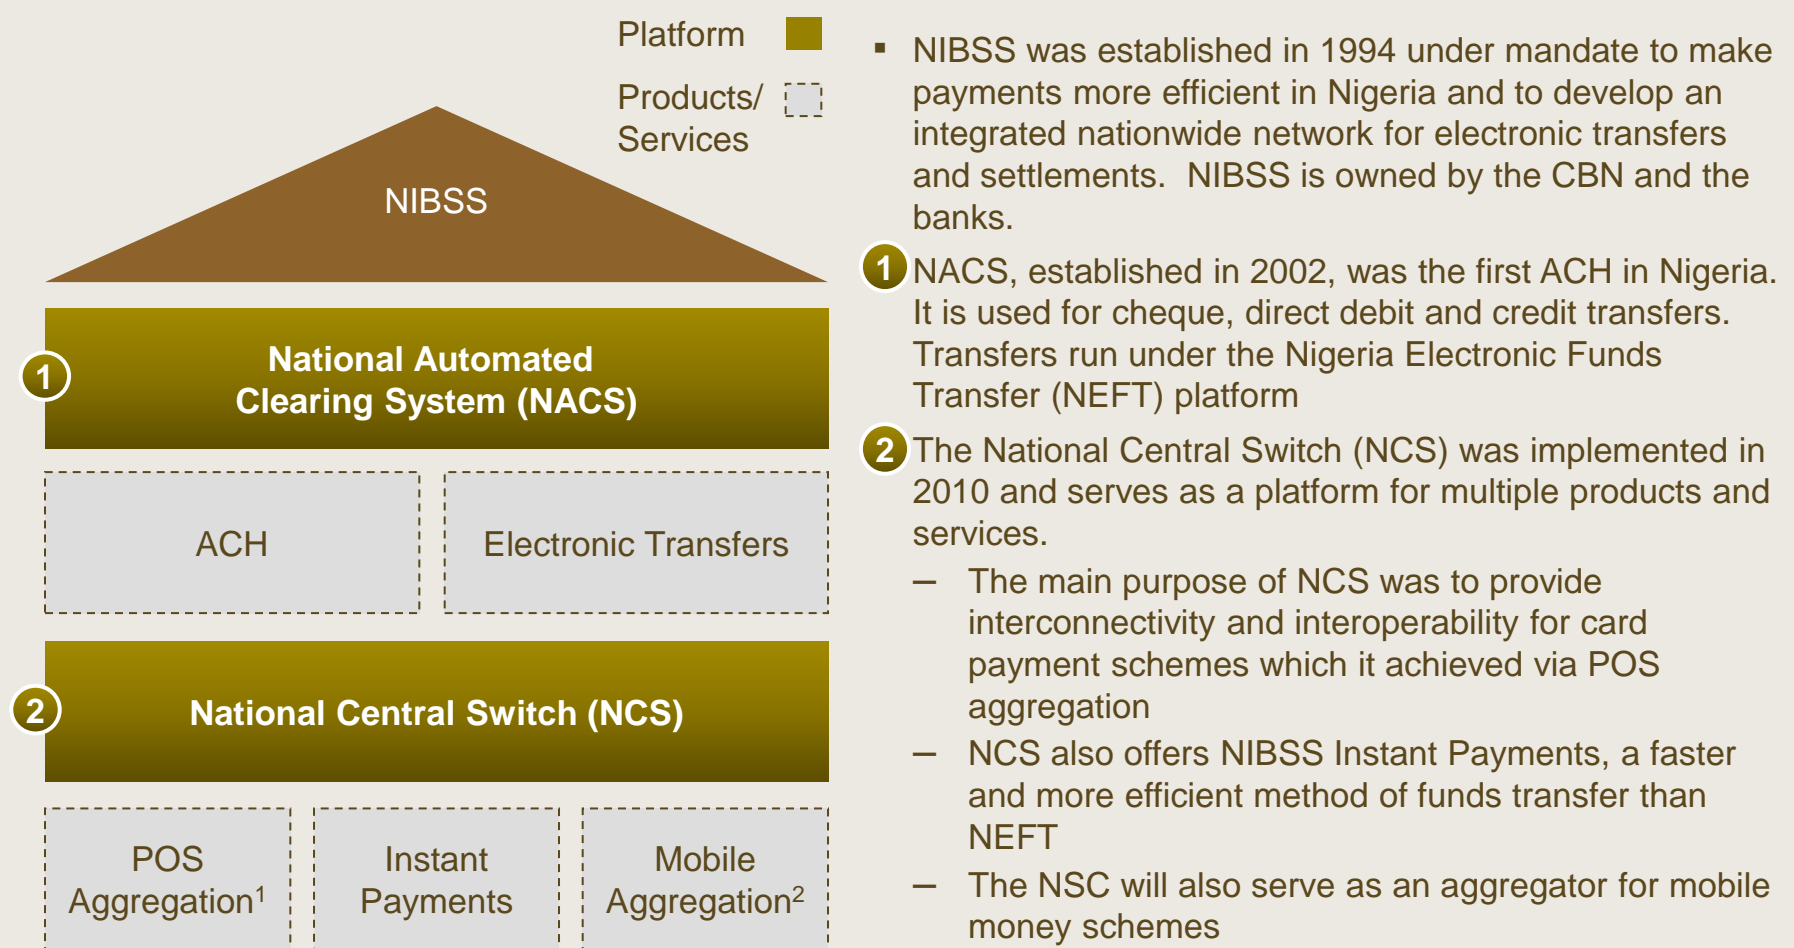 Platform
Products/
Services
NIBSS
1
National Automated
Clearing System (NACS)
ACH
Electronic Transfers
2
National Central Switch (NCS)
POS
Aggregation1
Instant
Payments
Mobile
Aggregation2
▪ NIBSS was established in 1994 under mandate to make
payments more efficient in Nigeria and to develop an
integrated nationwide network for electronic transfers
and settlements.  NIBSS is owned by the CBN and the
banks.
1 NACS, established in 2002, was the first ACH in Nigeria.
It is used for cheque, direct debit and credit transfers.
Transfers run under the Nigeria Electronic Funds
Transfer (NEFT) platform
2 The National Central Switch (NCS) was implemented in
2010 and serves as a platform for multiple products and
services.
– The main purpose of NCS was to provide
interconnectivity and interoperability for card
payment schemes which it achieved via POS
aggregation
– NCS also offers NIBSS Instant Payments, a faster
and more efficient method of funds transfer than
NEFT
– The NSC will also serve as an aggregator for mobile
money schemes